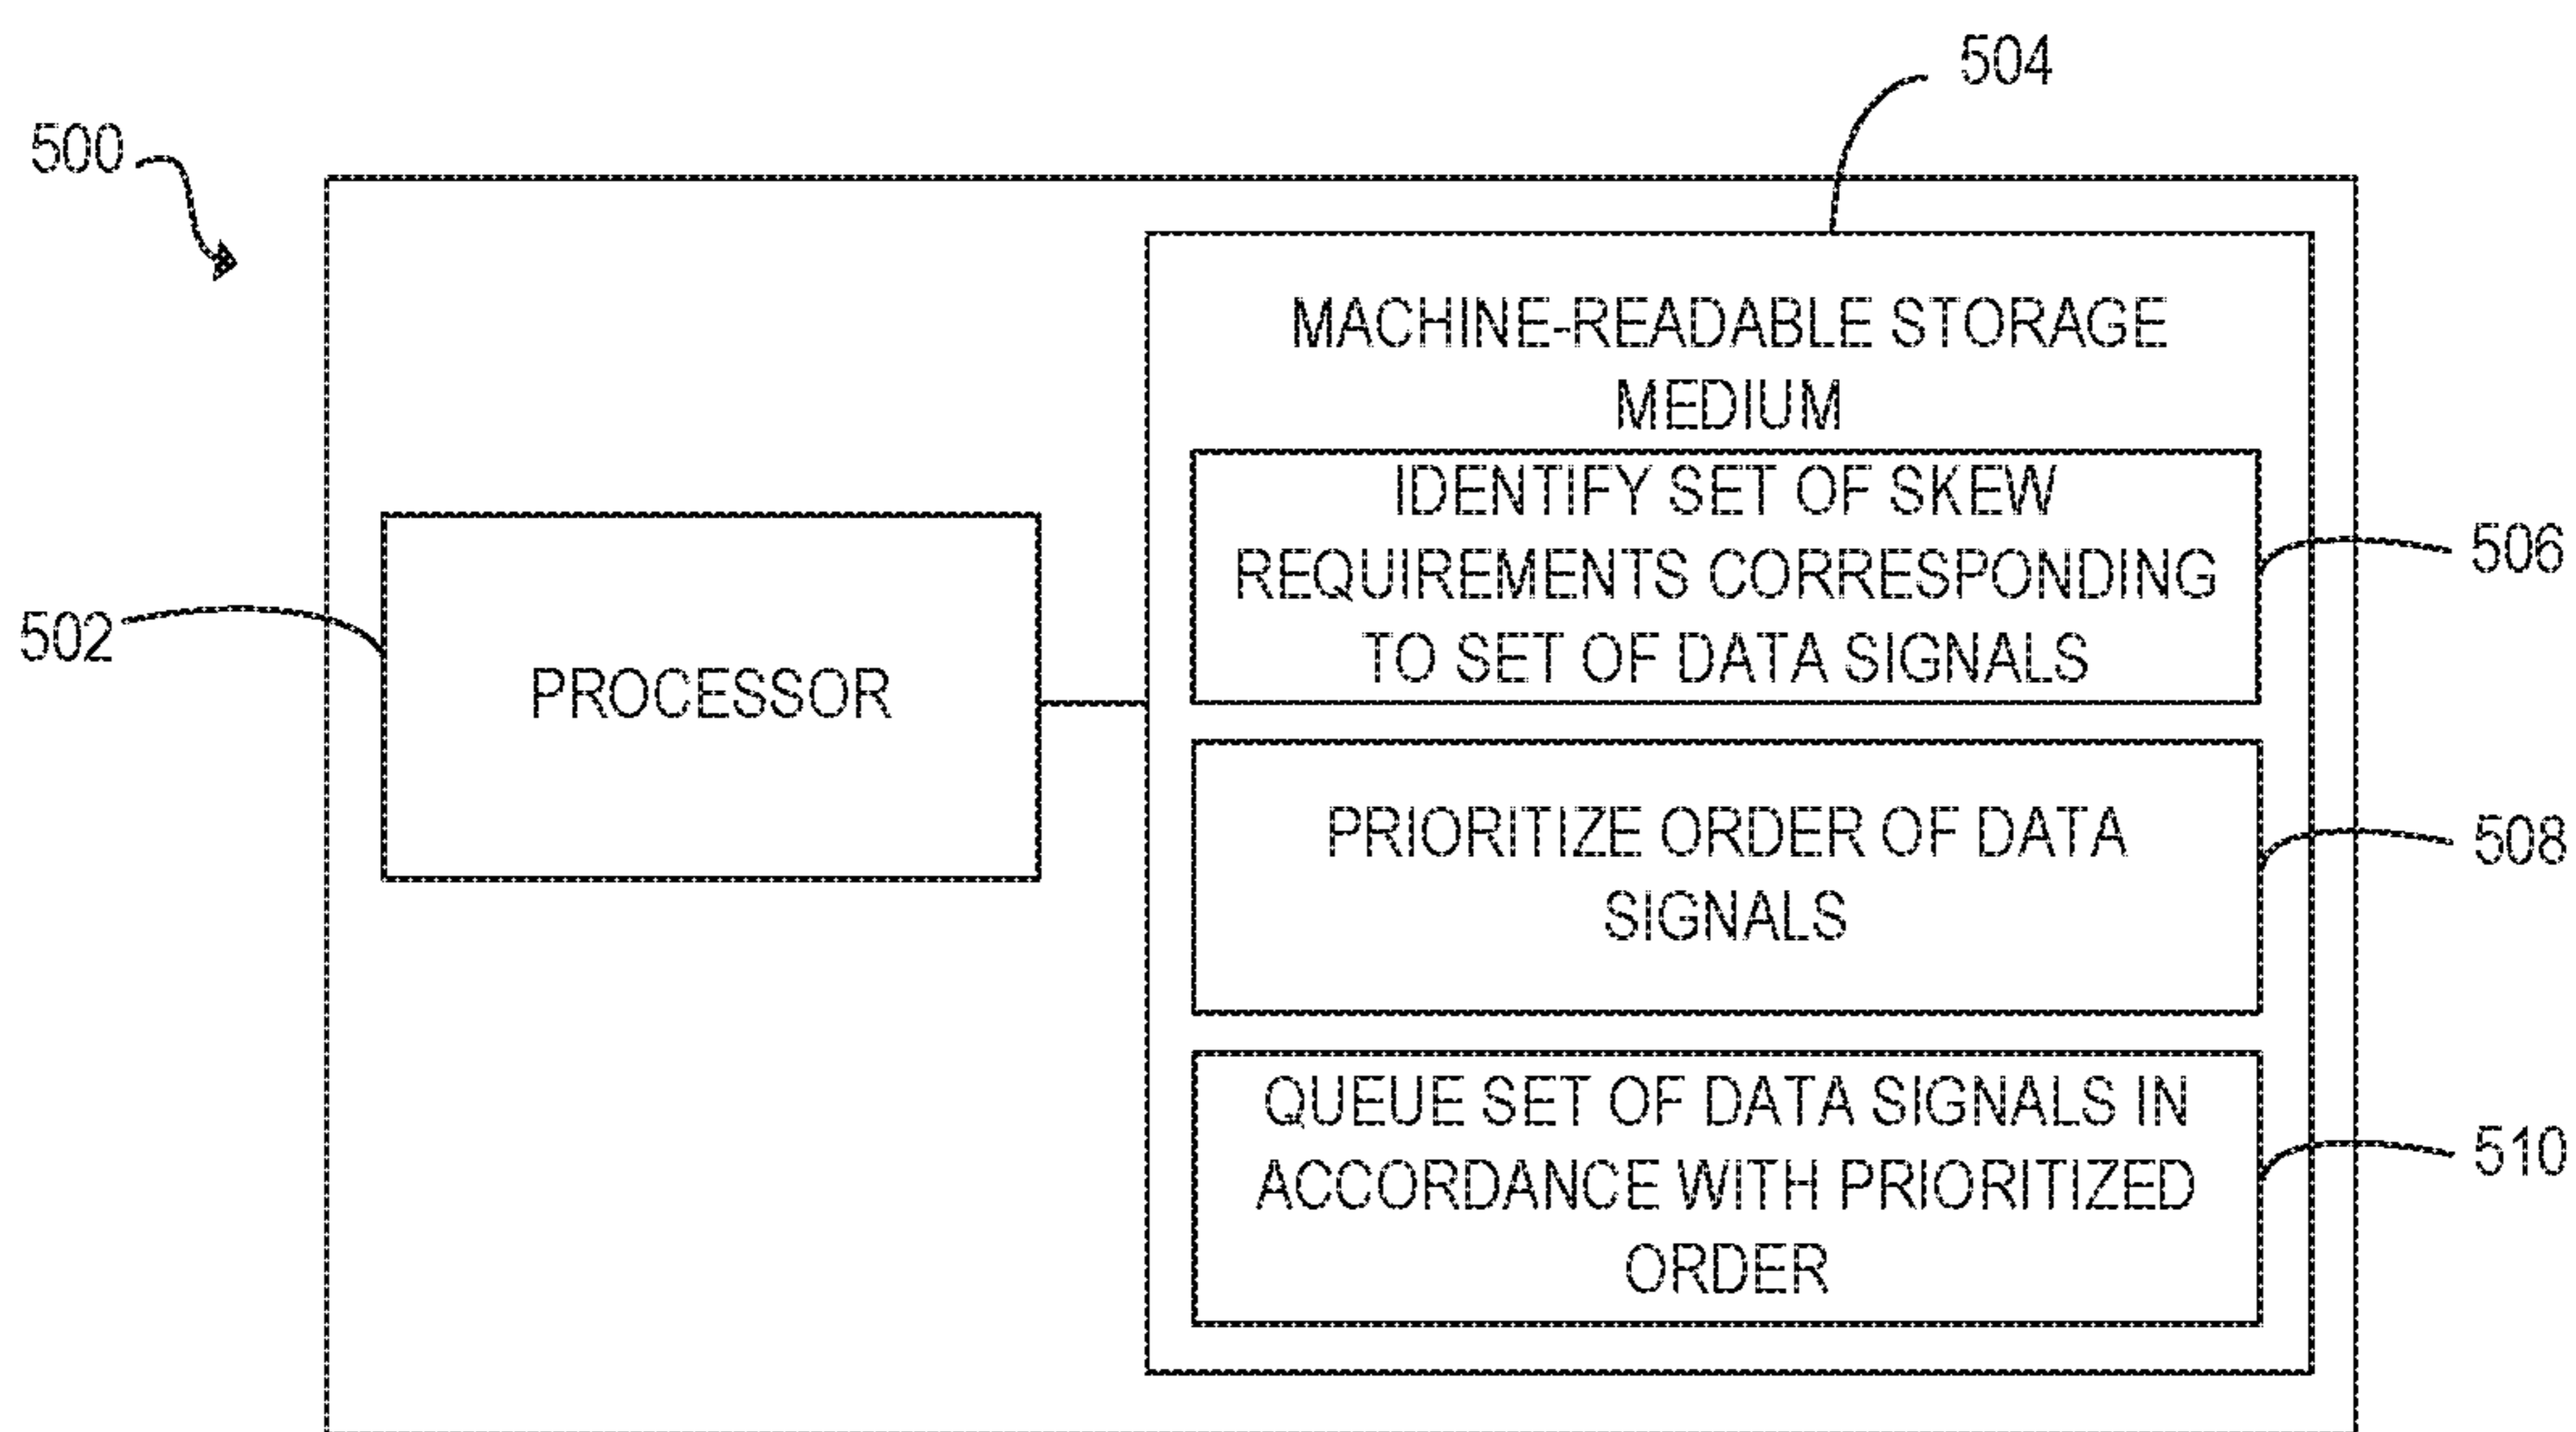 504
500
MACHINE-READABLE STORAGE
MEDIUM
IDENTIFY SET OF SKEW
REQUIREMENTS CORRESPONDING
TO SET OF DATA SIGNALS
506
502
PROCESSOR
PRIORITIZE ORDER OF DATA
SIGNALS
508
QUEUE SET OF DATA SIGNALS IN
ACCORDANCE WITH PRIORITIZED
ORDER
510